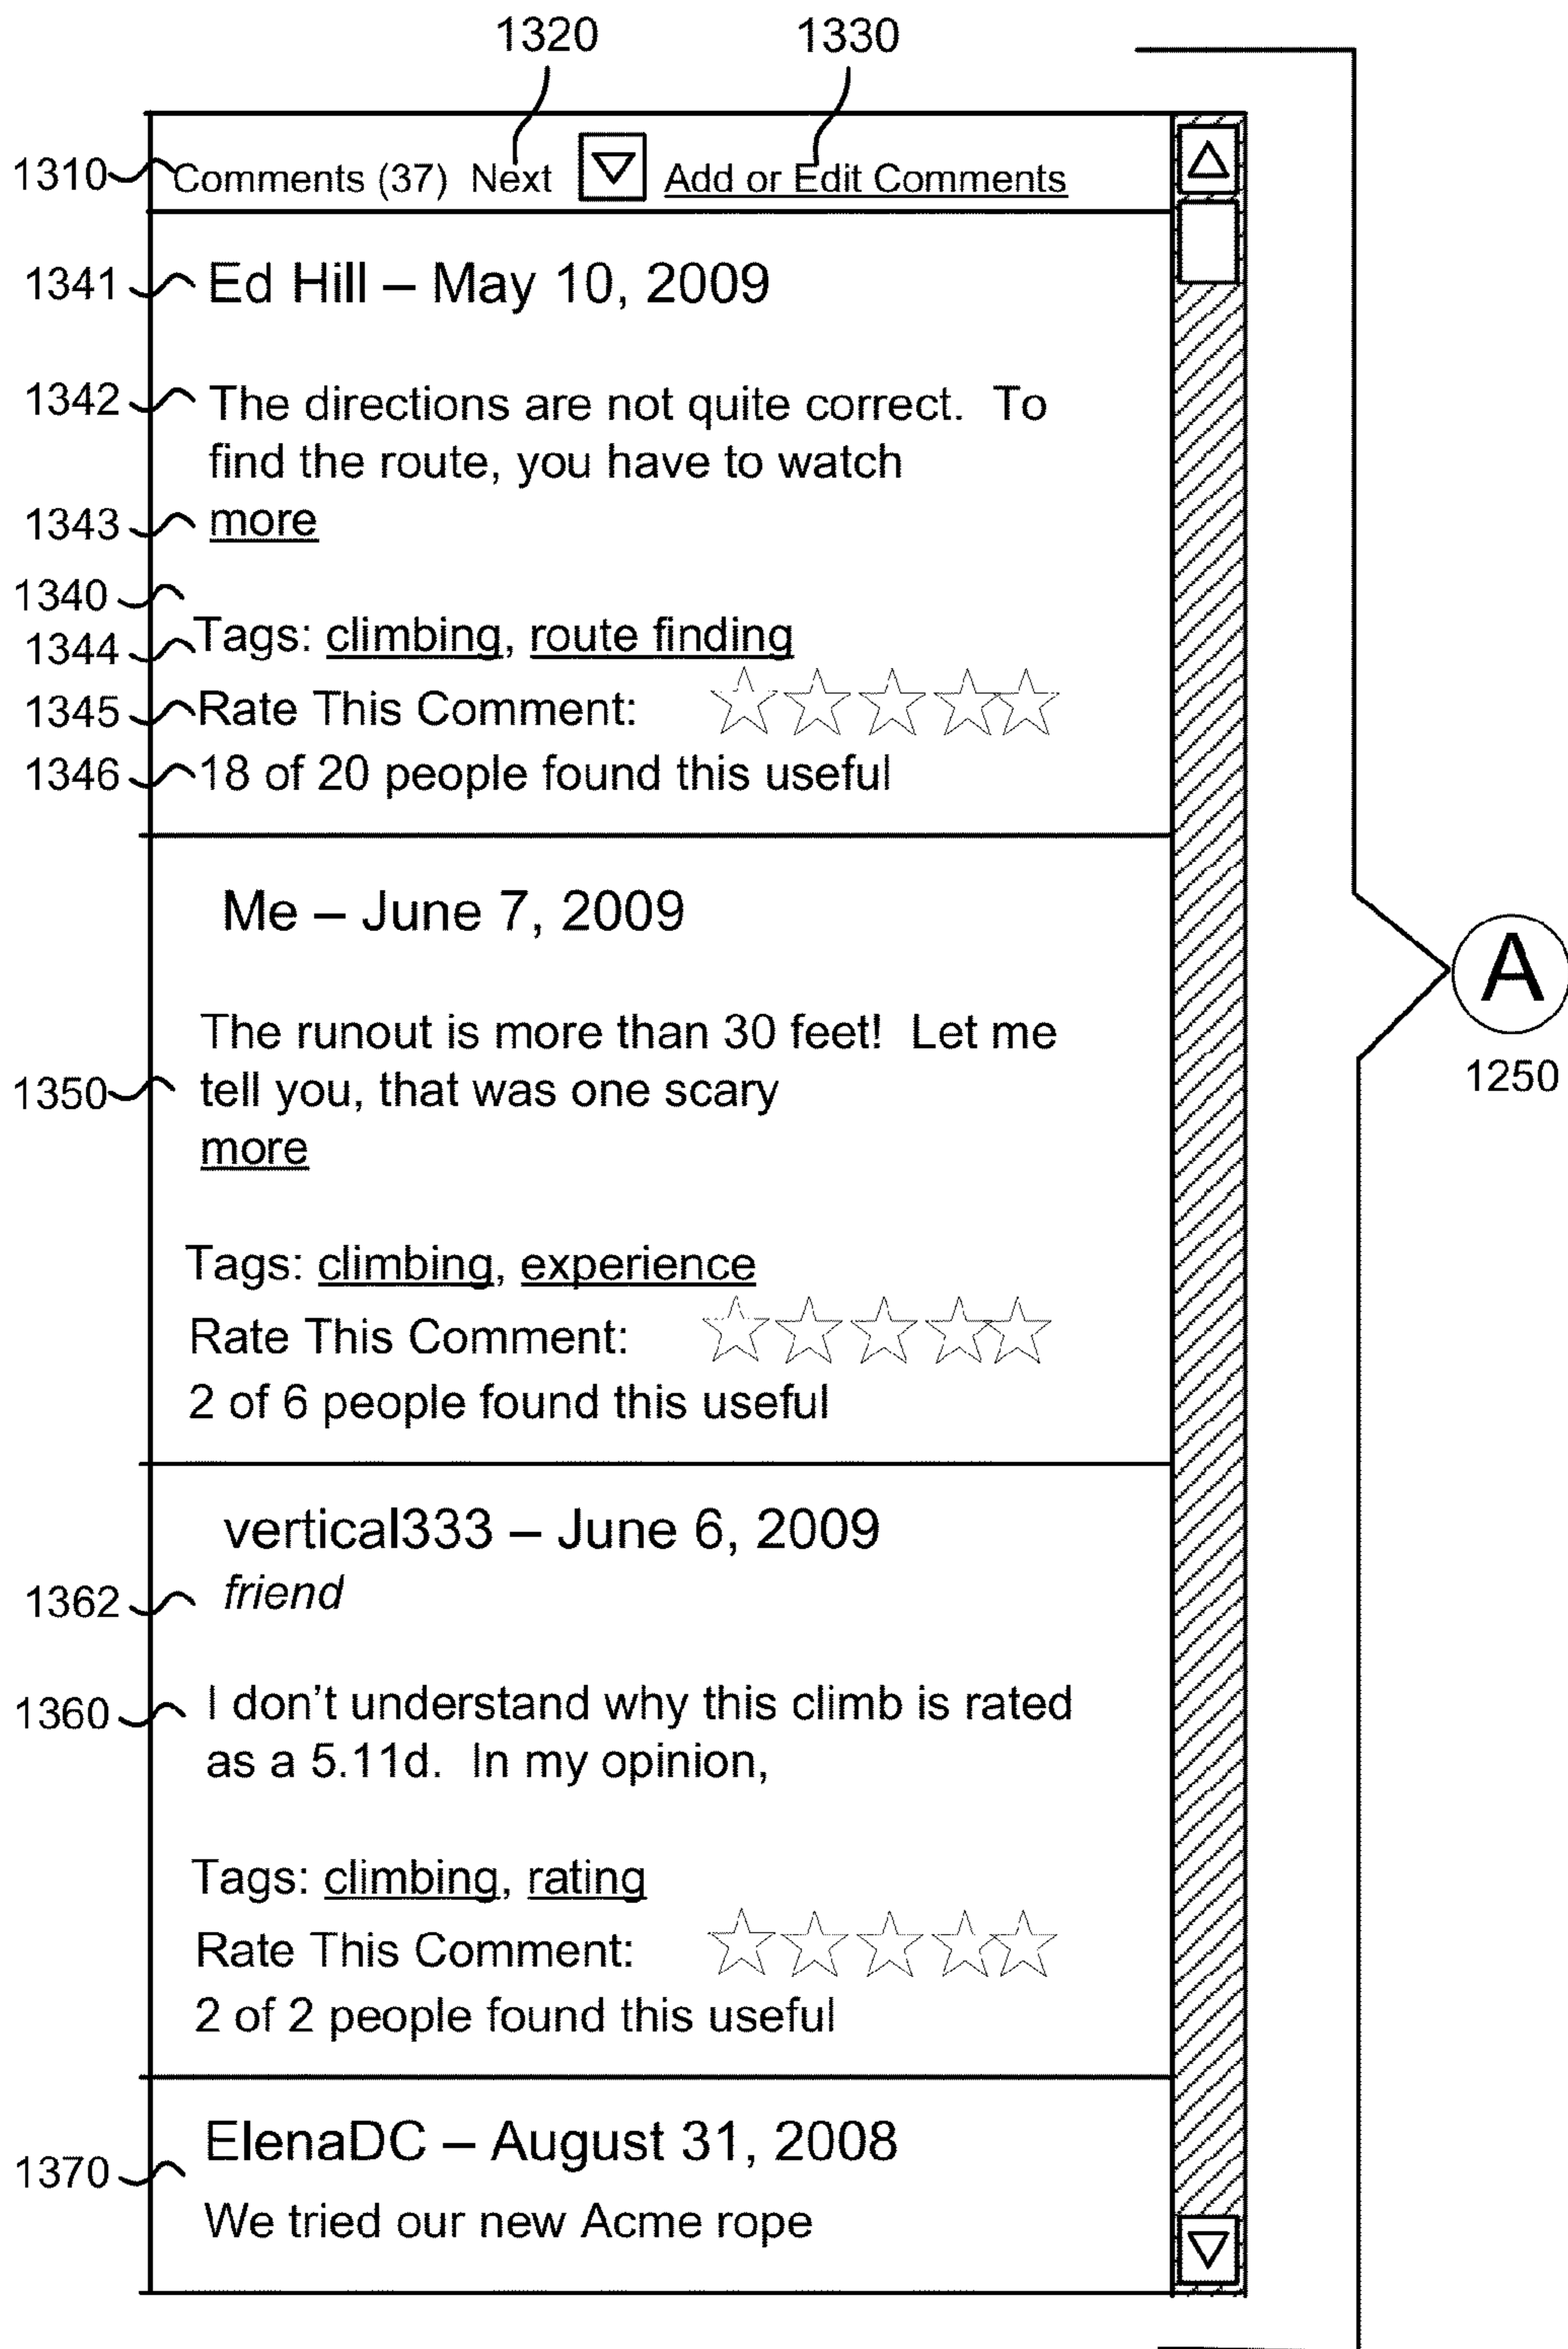 1320 1330
1310 Comments (37) Next Add or Edit Comments
1341 Ed Hill – May 10, 2009
1342 The directions are not quite correct. To
find the route, you have to watch
1343 more
1340
1344 Tags: climbing, route finding
1345 Rate This Comment:
1346 18 of 20 people found this useful
Me – June 7, 2009
A
The runout is more than 30 feet! Let me
1250
1350 tell you, that was one scary
more
Tags: climbing, experience
Rate This Comment:
2 of 6 people found this useful
vertical333 – June 6, 2009
1362 friend
1360 I don't understand why this climb is rated
as a 5.11d. In my opinion,
Tags: climbing, rating
Rate This Comment:
2 of 2 people found this useful
ElenaDC – August 31, 2008
1370
We tried our new Acme rope